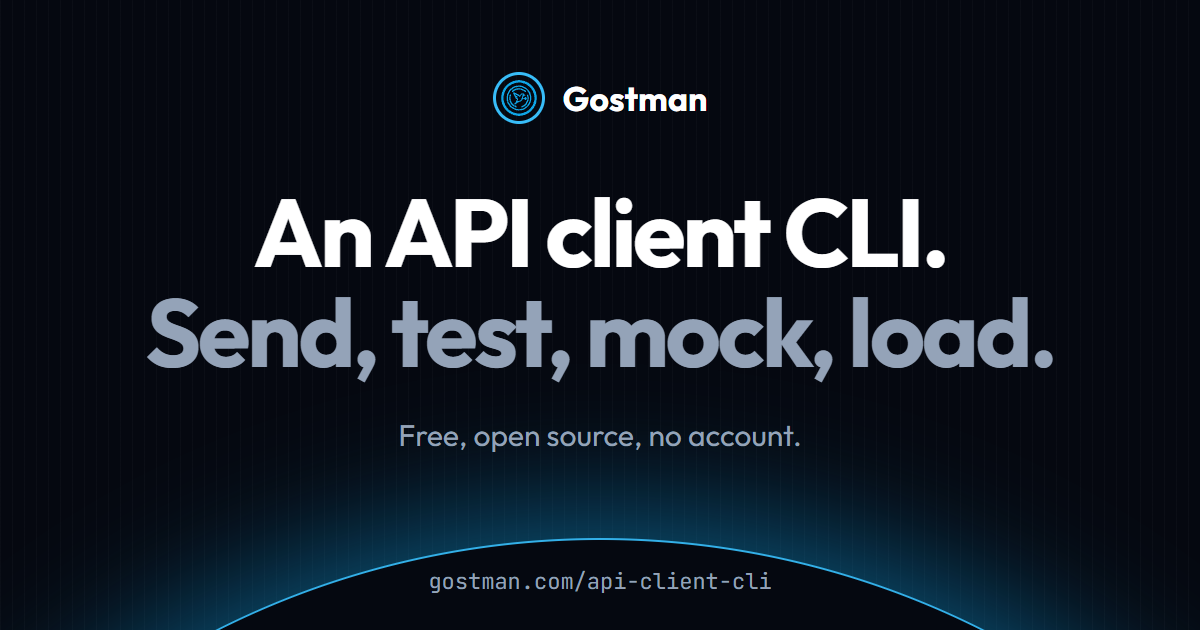 Gostman
An API client CLI.
Send, test, mock, load.
Free, open source, no account.
gostman.com/api-client-cli